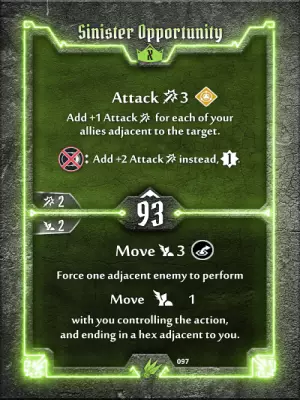 Sinister Opportunity
X
Attack 3
Add +1 Attack for each of your
allies adjacent to the target.
: Add +2 Attack instead, 1.
2
93
2
Move 3
Force one adjacent enemy to perform
Move 1
with you controlling the action,
and ending in a hex adjacent to you.
097